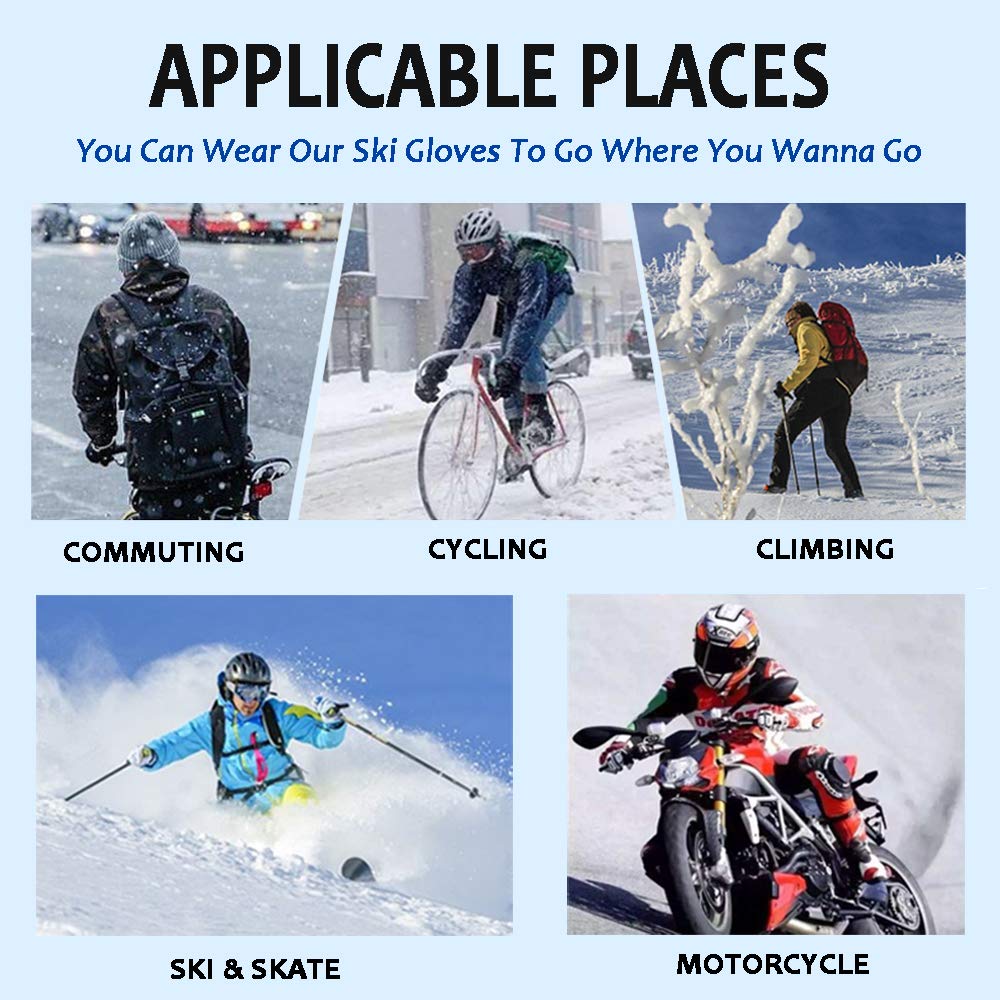 APPLICABLE PLACES
You Can Wear Our Ski Gloves To Go Where You Wanna Go
COMMUTING
CYCLING
CLIMBING
SKI & SKATE
MOTORCYCLE